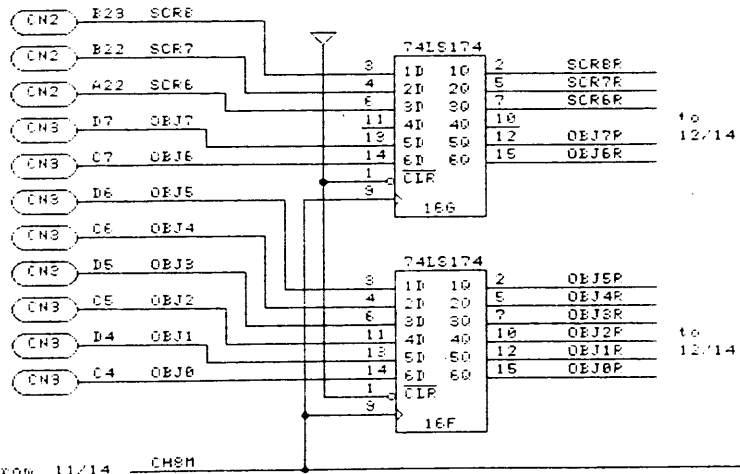 CN2 B23 SCR8
CN2 B22 SCR7
CN2 A22 SCR6
CN3 D7 OBJ7
CN3 C7 OBJ6
CN3 D6 OBJ5
CN3 C6 OBJ4
CN3 D5 OBJ3
CN3 C5 OBJ2
CN3 D4 OBJ1
CN3 C4 OBJ0
74LS174
3 1D 1Q 2 SCR8R
4 2D 2Q 5 SCR7R
6 3D 3Q 7 SCR6R
11 4D 4Q 10
13 5D 5Q 12 OBJ7R
14 6D 6Q 15 OBJ6R
1 CLR
9
16G
to
12/14
74LS174
3 1D 1Q 2 OBJ5R
4 2D 2Q 5 OBJ4R
6 3D 3Q 7 OBJ3R
11 4D 4Q 10 OBJ2R
13 5D 5Q 12 OBJ1R
14 6D 6Q 15 OBJ0R
1 CLR
9
16F
to
12/14
11/14 CH8M